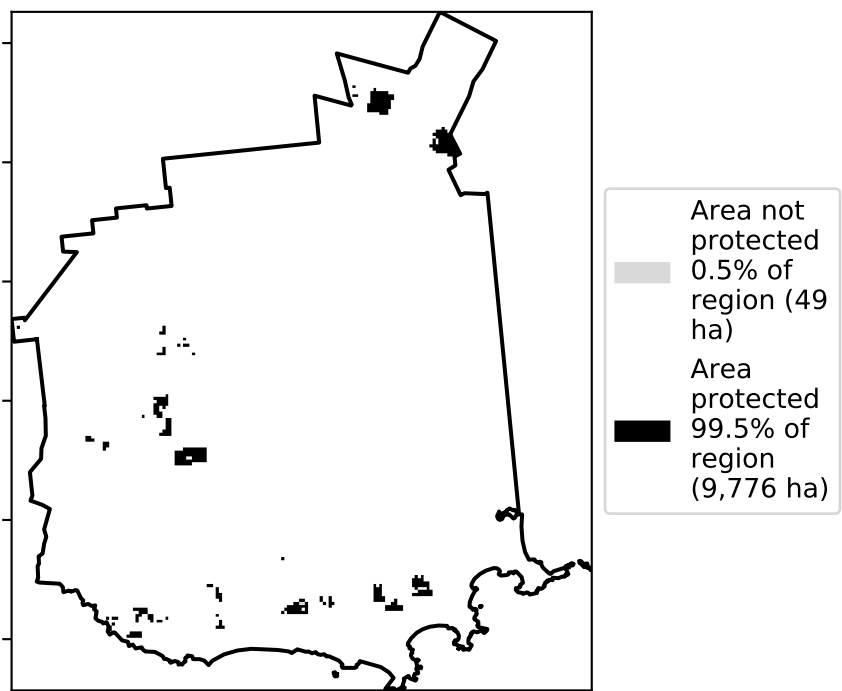 Area not
protected
0.5% of
region (49
ha)
Area
protected
99.5% of
region
(9,776 ha)